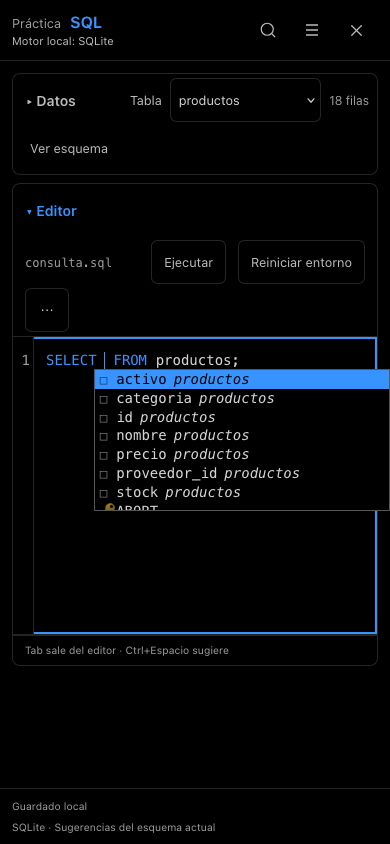 Práctica SQL
Motor local: SQLite
Datos
Tabla
productos
18 filas
Ver esquema
Editor
consulta.sql
Ejecutar
Reiniciar entorno
...
1 SELECT FROM productos;
activo productos
categoria productos
id productos
nombre productos
precio productos
proveedor_id productos
stock productos
ABORT
Tab sale del editor · Ctrl+Espacio sugiere
Guardado local
SQLite · Sugerencias del esquema actual